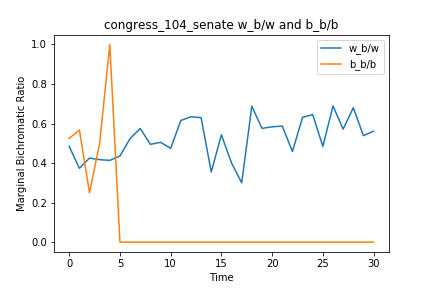 congress_104_senate w_b/w and b_b/b
w_b/w
b_b/b
Marginal Bichromatic Ratio
1.0
0.8
0.6
0.4
0.2
0.0
0 5 10 15 20 25 30
Time